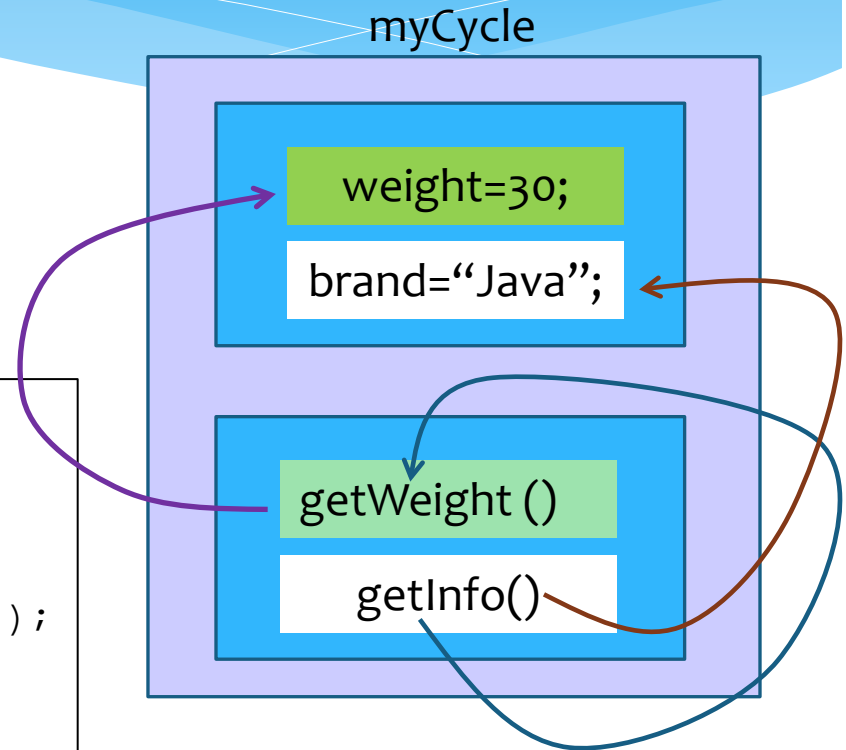 myCycle
weight=30;
brand=“Java”;
getWeight ()
getInfo()
);